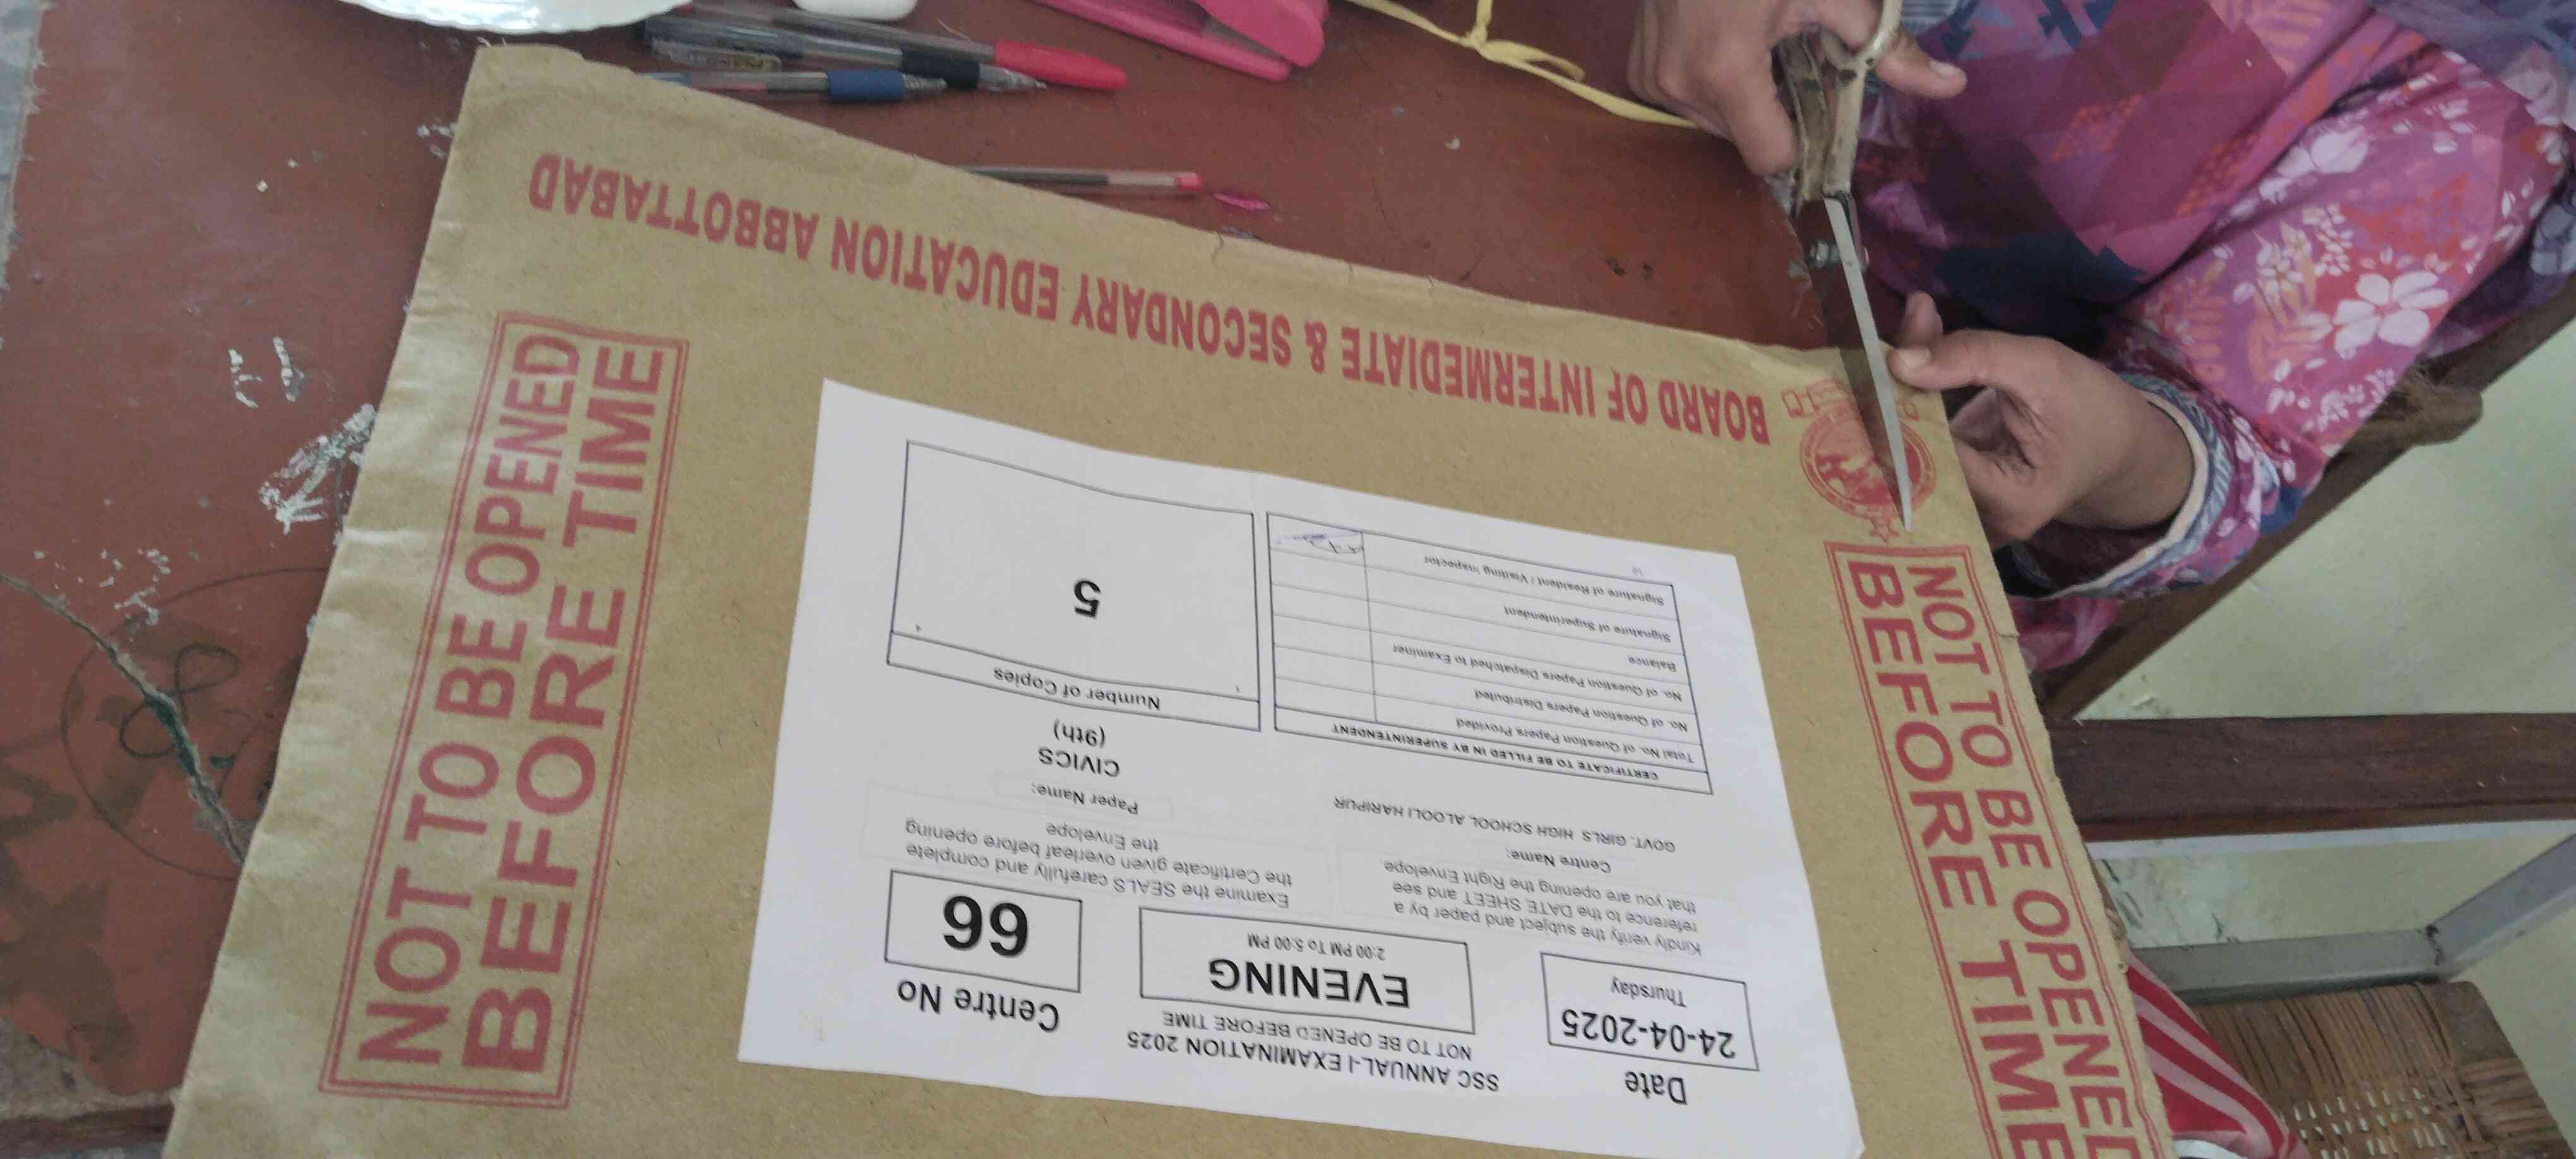 BOARD OF INTERMEDIATE & SECONDARY EDUCATION ABBOTTABAD
NOT TO BE OPENED
BEFORE TIME
NOT TO BE OPENED
BEFORE TIME
SSC ANNUAL-I EXAMINATION 2025
NOT TO BE OPENED BEFORE TIME
Date
24-04-2025
Thursday
EVENING
2:00 PM To 5:00 PM
Centre No
66
Kindly verify the subject and paper by a
reference to the DATE SHEET and see
that you are opening the Right Envelope.
Examine the SEALS carefully and complete
the Certificate given overleaf before opening
the Envelope
Centre Name:
GOVT. GIRLS HIGH SCHOOL ALOOLI HARIPUR
Paper Name:
CIVICS
(9th)
CERTIFICATE TO BE FILLED IN BY SUPERINTENDENT
Total No. of Question Papers Provided
No. of Question Papers Distributed
No. of Question Papers Dispatched to Examiner
Balance
Signature of Superintendent
Signature of Resident / Visiting inspector
Number of Copies
5